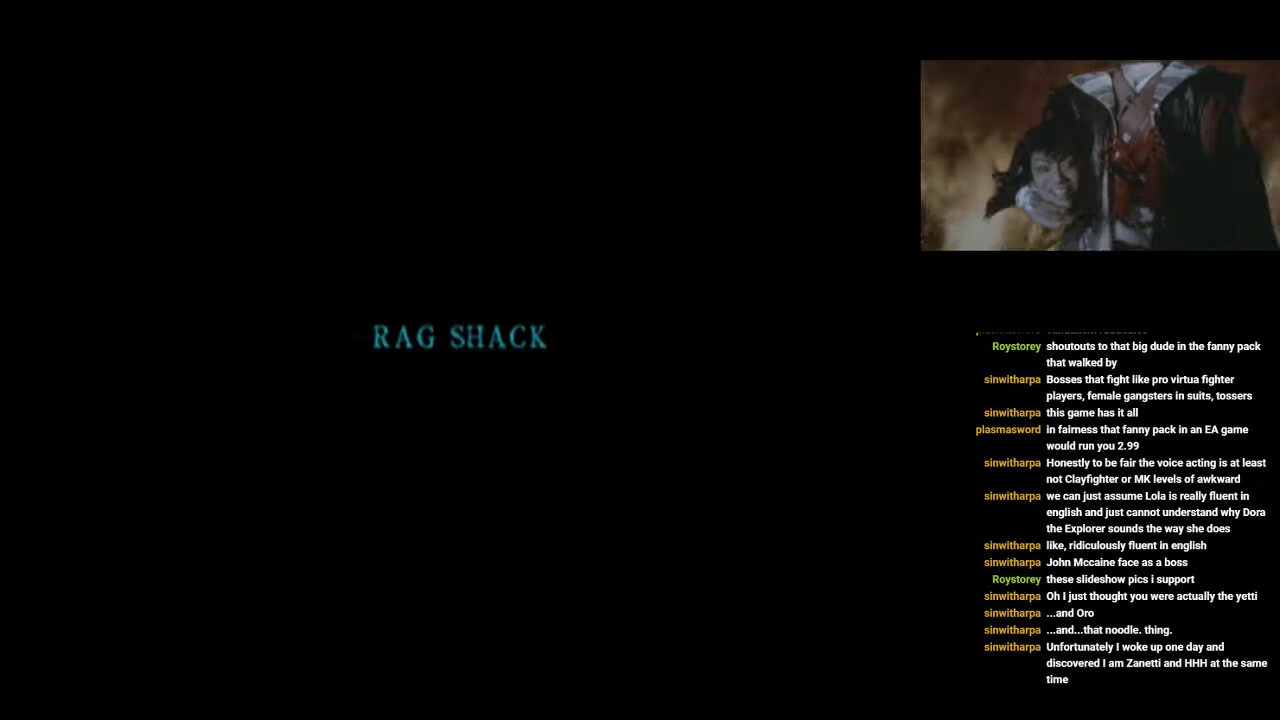 RAG SHACK
Roystorey shoutouts to that big dude in the fanny pack
that walked by
sinwitharpa Bosses that fight like pro virtua fighter
players, female gangsters in suits, tossers
sinwitharpa this game has it all
plasmasword in fairness that fanny pack in an EA game
would run you 2.99
sinwitharpa Honestly to be fair the voice acting is at least
not Clayfighter or MK levels of awkward
sinwitharpa we can just assume Lola is really fluent in
english and just cannot understand why Dora
the Explorer sounds the way she does
sinwitharpa like, ridiculously fluent in english
sinwitharpa John Mccaine face as a boss
Roystorey these slideshow pics i support
sinwitharpa Oh I just thought you were actually the yetti
sinwitharpa ...and Oro
sinwitharpa ...and...that noodle. thing.
sinwitharpa Unfortunately I woke up one day and
discovered I am Zanetti and HHH at the same
time